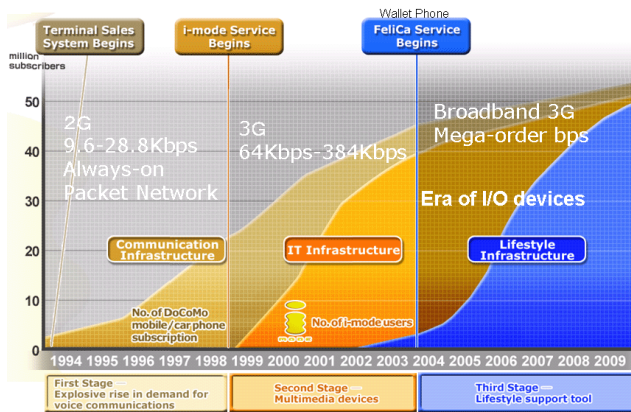 Wallet Phone
Terminal Sales
System Begins
i-mode Service
Begins
FeliCa Service
Begins
million
subscribers
50
40
30
20
10
0
2G
9.6-28.8Kbps
Always-on
Packet Network
3G
64Kbps-384Kbps
Broadband 3G
Mega-order bps
Era of I/O devices
Communication
Infrastructure
IT Infrastructure
Lifestyle
Infrastructure
No. of DoCoMo
mobile/car phone
subscription
No. of i-mode users
1994 1995 1996 1997 1998 1999 2000 2001 2002 2003 2004 2005 2006 2007 2008 2009
First Stage —
Explosive rise in demand for
voice communications
Second Stage —
Multimedia devices
Third Stage —
Lifestyle support tool